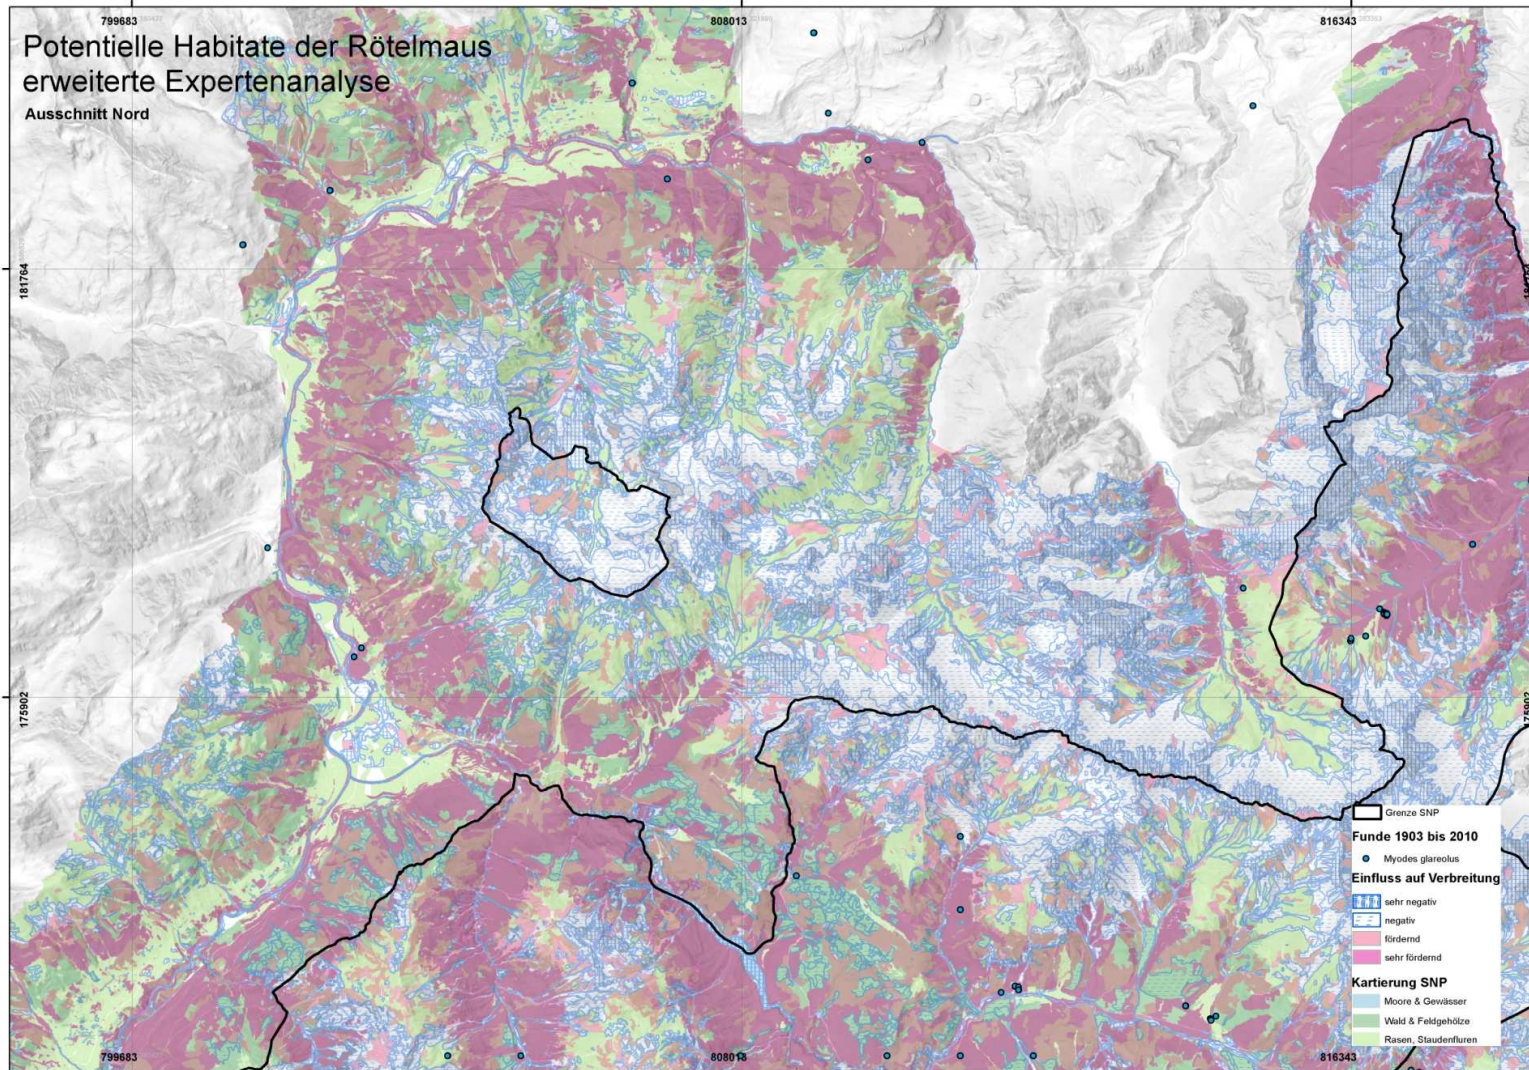 799683
808013
816343
Potentielle Habitate der Rötelmaus
erweiterte Expertenanalyse
Ausschnitt Nord
181764
175902
175902
Grenze SNP
Funde 1903 bis 2010
Myodes glareolus
Einfluss auf Verbreitung
sehr negativ
negativ
fördernd
sehr fördernd
Kartierung SNP
Moore & Gewässer
Wald & Feldgehölze
Rasen, Staudenfluren
799683
808013
816343